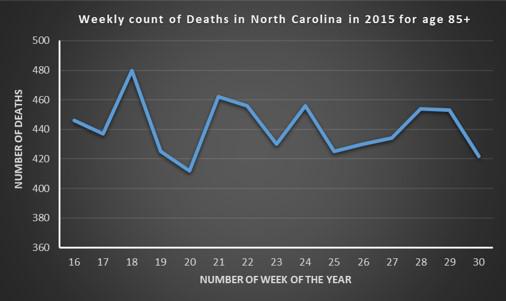 Weekly count of Deaths in North Carolina in 2015 for age 85+
500
480
460
440
420
400
380
360
NUMBER OF DEATHS
16 17 18 19 20 21 22 23 24 25 26 27 28 29 30
NUMBER OF WEEK OF THE YEAR